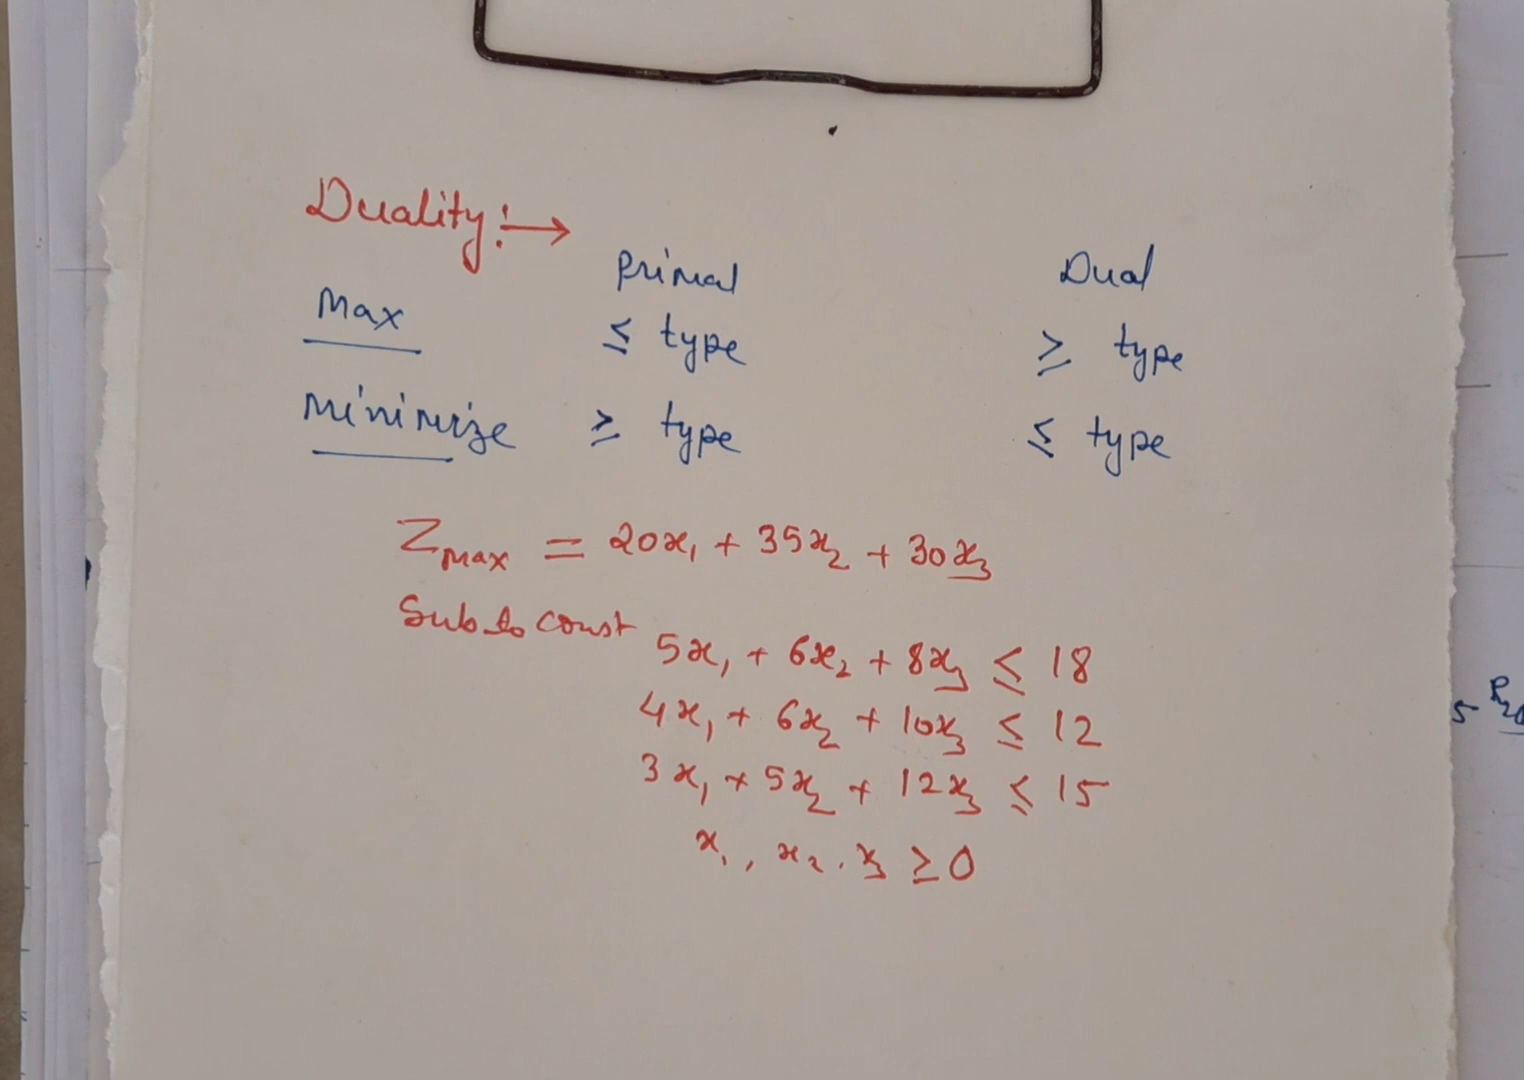 Duality:→
Primal Dual
Max ≤ type ≥ type
Minimize ≥ type ≤ type
Zmax = 20x₁ + 35x₂ + 30x₃
Sub to const
5x₁ + 6x₂ + 8x₃ ≤ 18
4x₁ + 6x₂ + 10x₃ ≤ 12
3x₁ + 5x₂ + 12x₃ ≤ 15
x₁, x₂. x₃ ≥ 0